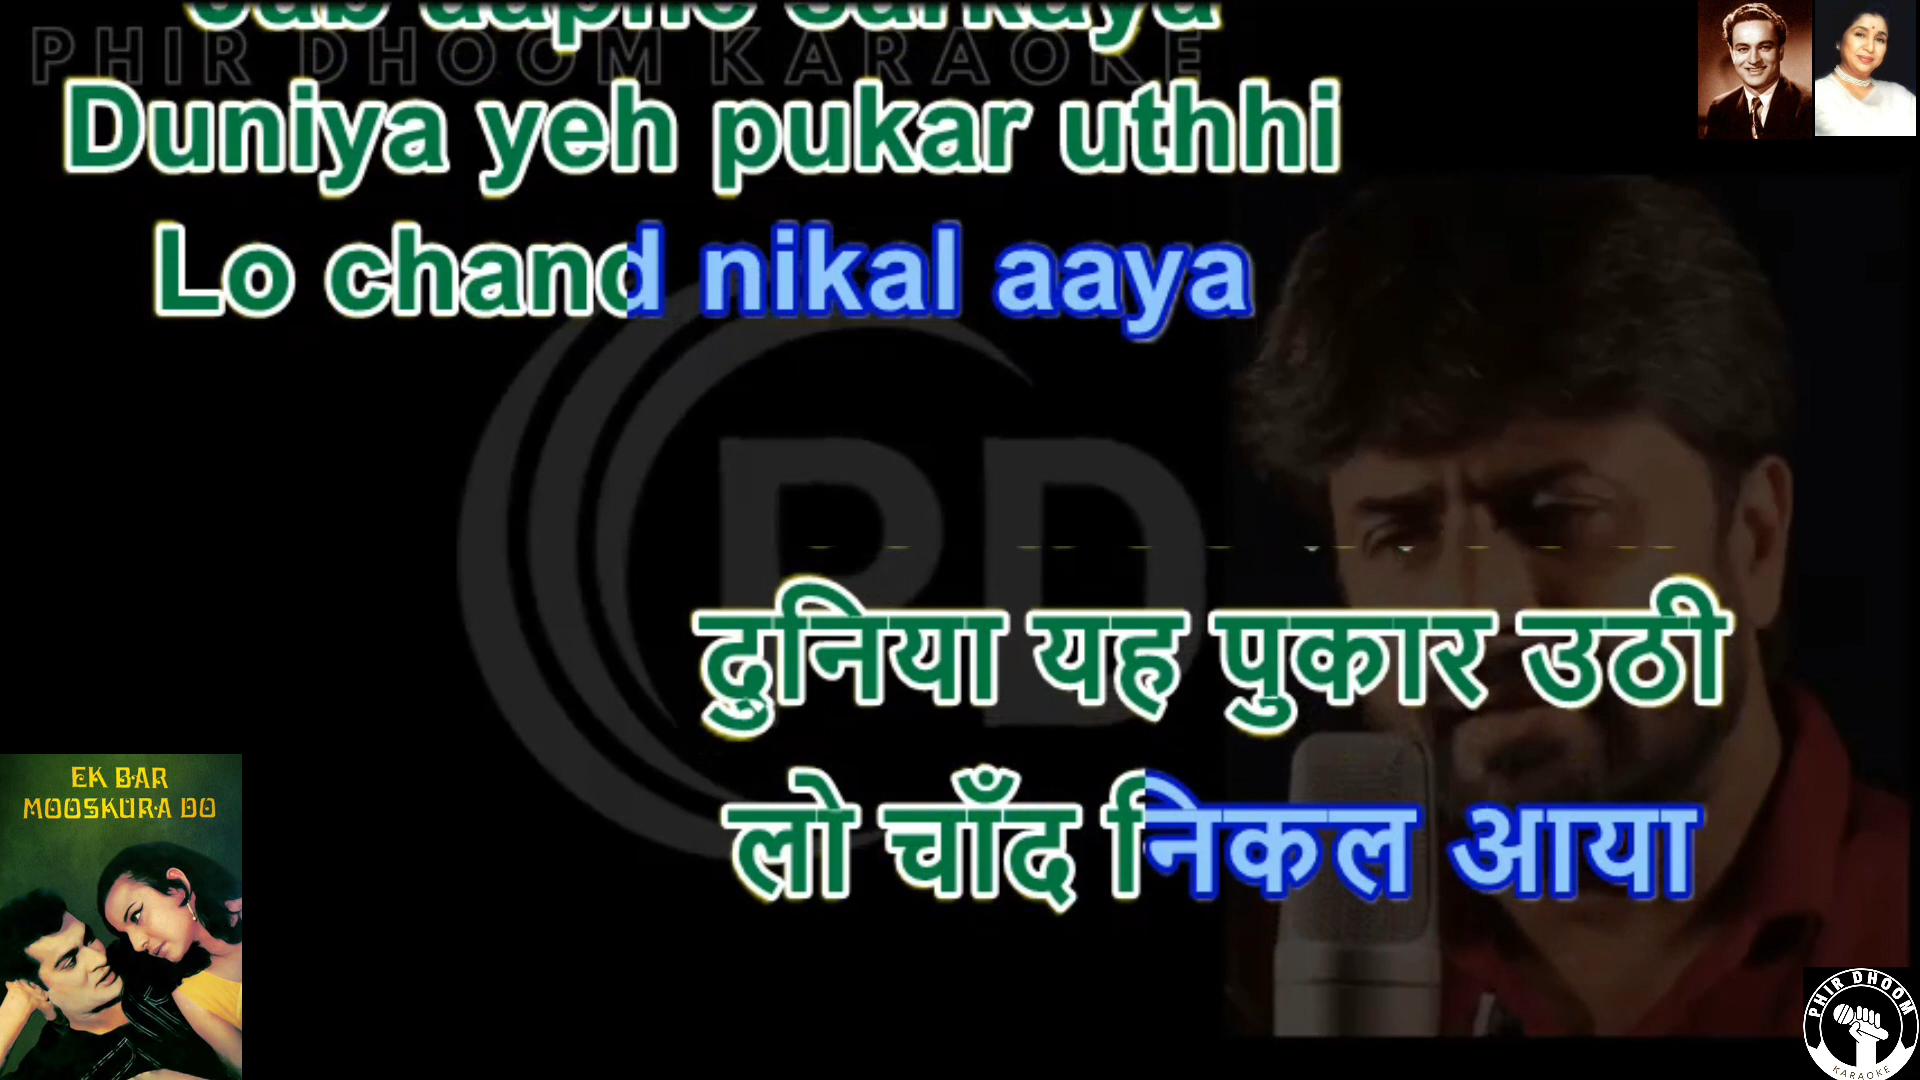 PHIR DHOOM KARAOKE
Duniya yeh pukar uthhi
Lo chand nikal aaya
PD
दुनिया यह पुकार उठी
लो चाँद निकल आया
EK BAR
MOOSKURA DO
PHIR DHOOM
KARAOKE